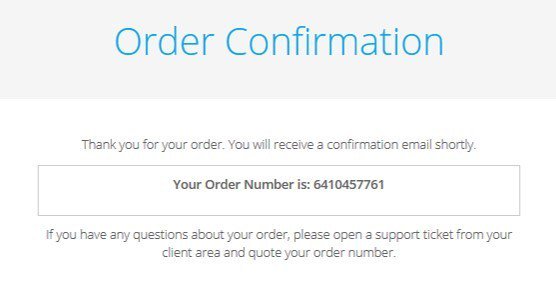 Order Confirmation
Thank you for your order. You will receive a confirmation email shortly.
Your Order Number is: 6410457761
If you have any questions about your order, please open a support ticket from your
client area and quote your order number.